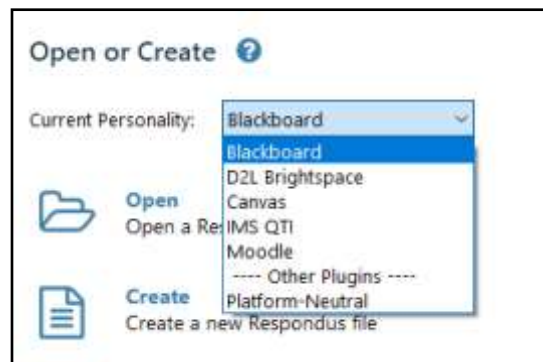 Open or Create ?
Current Personality: Blackboard
Blackboard
D2L Brightspace
Canvas
IMS QTI
Moodle
---- Other Plugins ----
Platform-Neutral
Open
Open a Re
Create
Create a new Respondus file